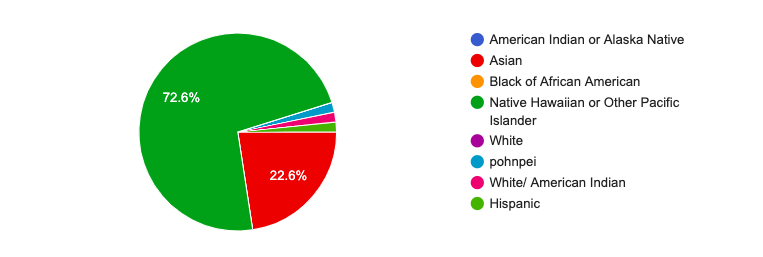 72.6%
22.6%
American Indian or Alaska Native
Asian
Black of African American
Native Hawaiian or Other Pacific
Islander
White
pohnpei
White/ American Indian
Hispanic